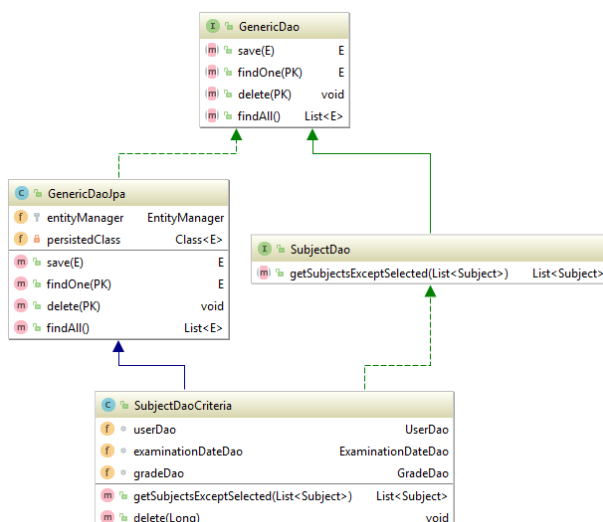 I GenericDao
m save(E) E
m findOne(PK) E
m delete(PK) void
m findAll() List<E>
C GenericDaoJpa
f entityManager EntityManager
f persistedClass Class<E>
m save(E) E
m findOne(PK) E
m delete(PK) void
m findAll() List<E>
I SubjectDao
m getSubjectsExceptSelected(List<Subject>) List<Subject>
C SubjectDaoCriteria
f userDao UserDao
f examinationDateDao ExaminationDateDao
f gradeDao GradeDao
m getSubjectsExceptSelected(List<Subject>) List<Subject>
m delete(Long) void